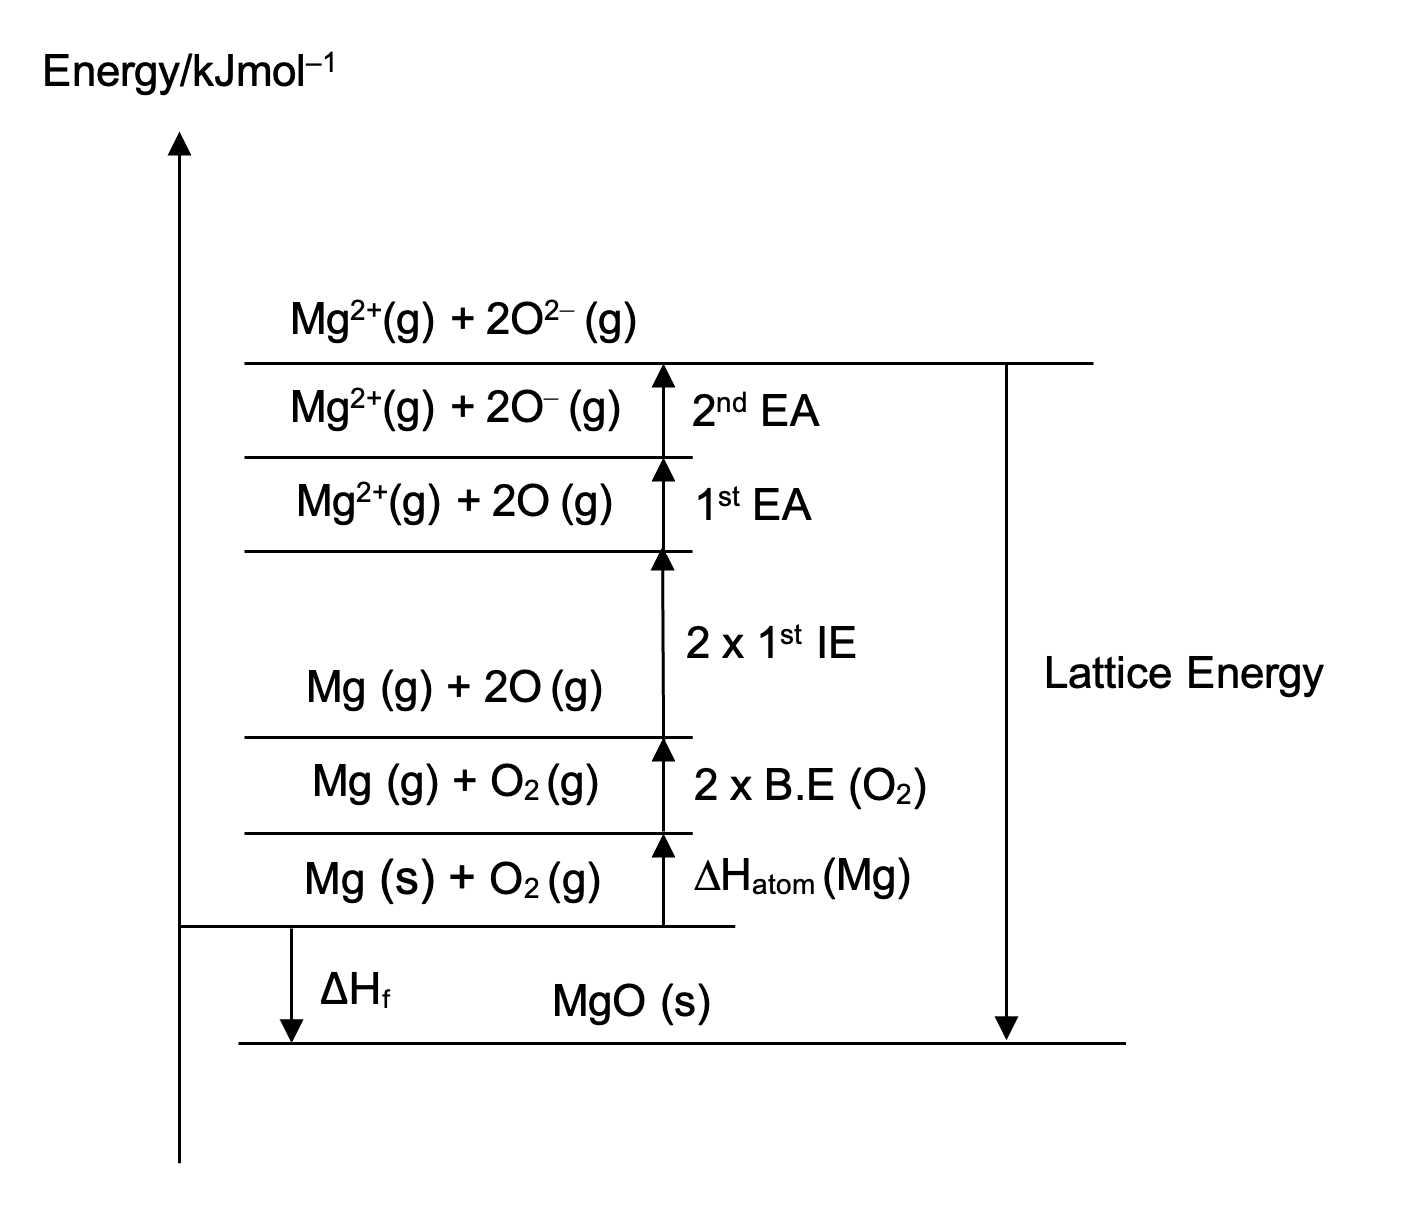 Energy/kJmol⁻¹
Mg²⁺(g) + 2O²⁻ (g)
Mg²⁺(g) + 2O⁻ (g)
2ⁿᵈ EA
Mg²⁺(g) + 2O (g)
1ˢᵗ EA
2 x 1ˢᵗ IE
Lattice Energy
Mg (g) + 2O (g)
Mg (g) + O₂ (g)
2 x B.E (O₂)
Mg (s) + O₂ (g)
ΔHatom (Mg)
ΔHf
MgO (s)